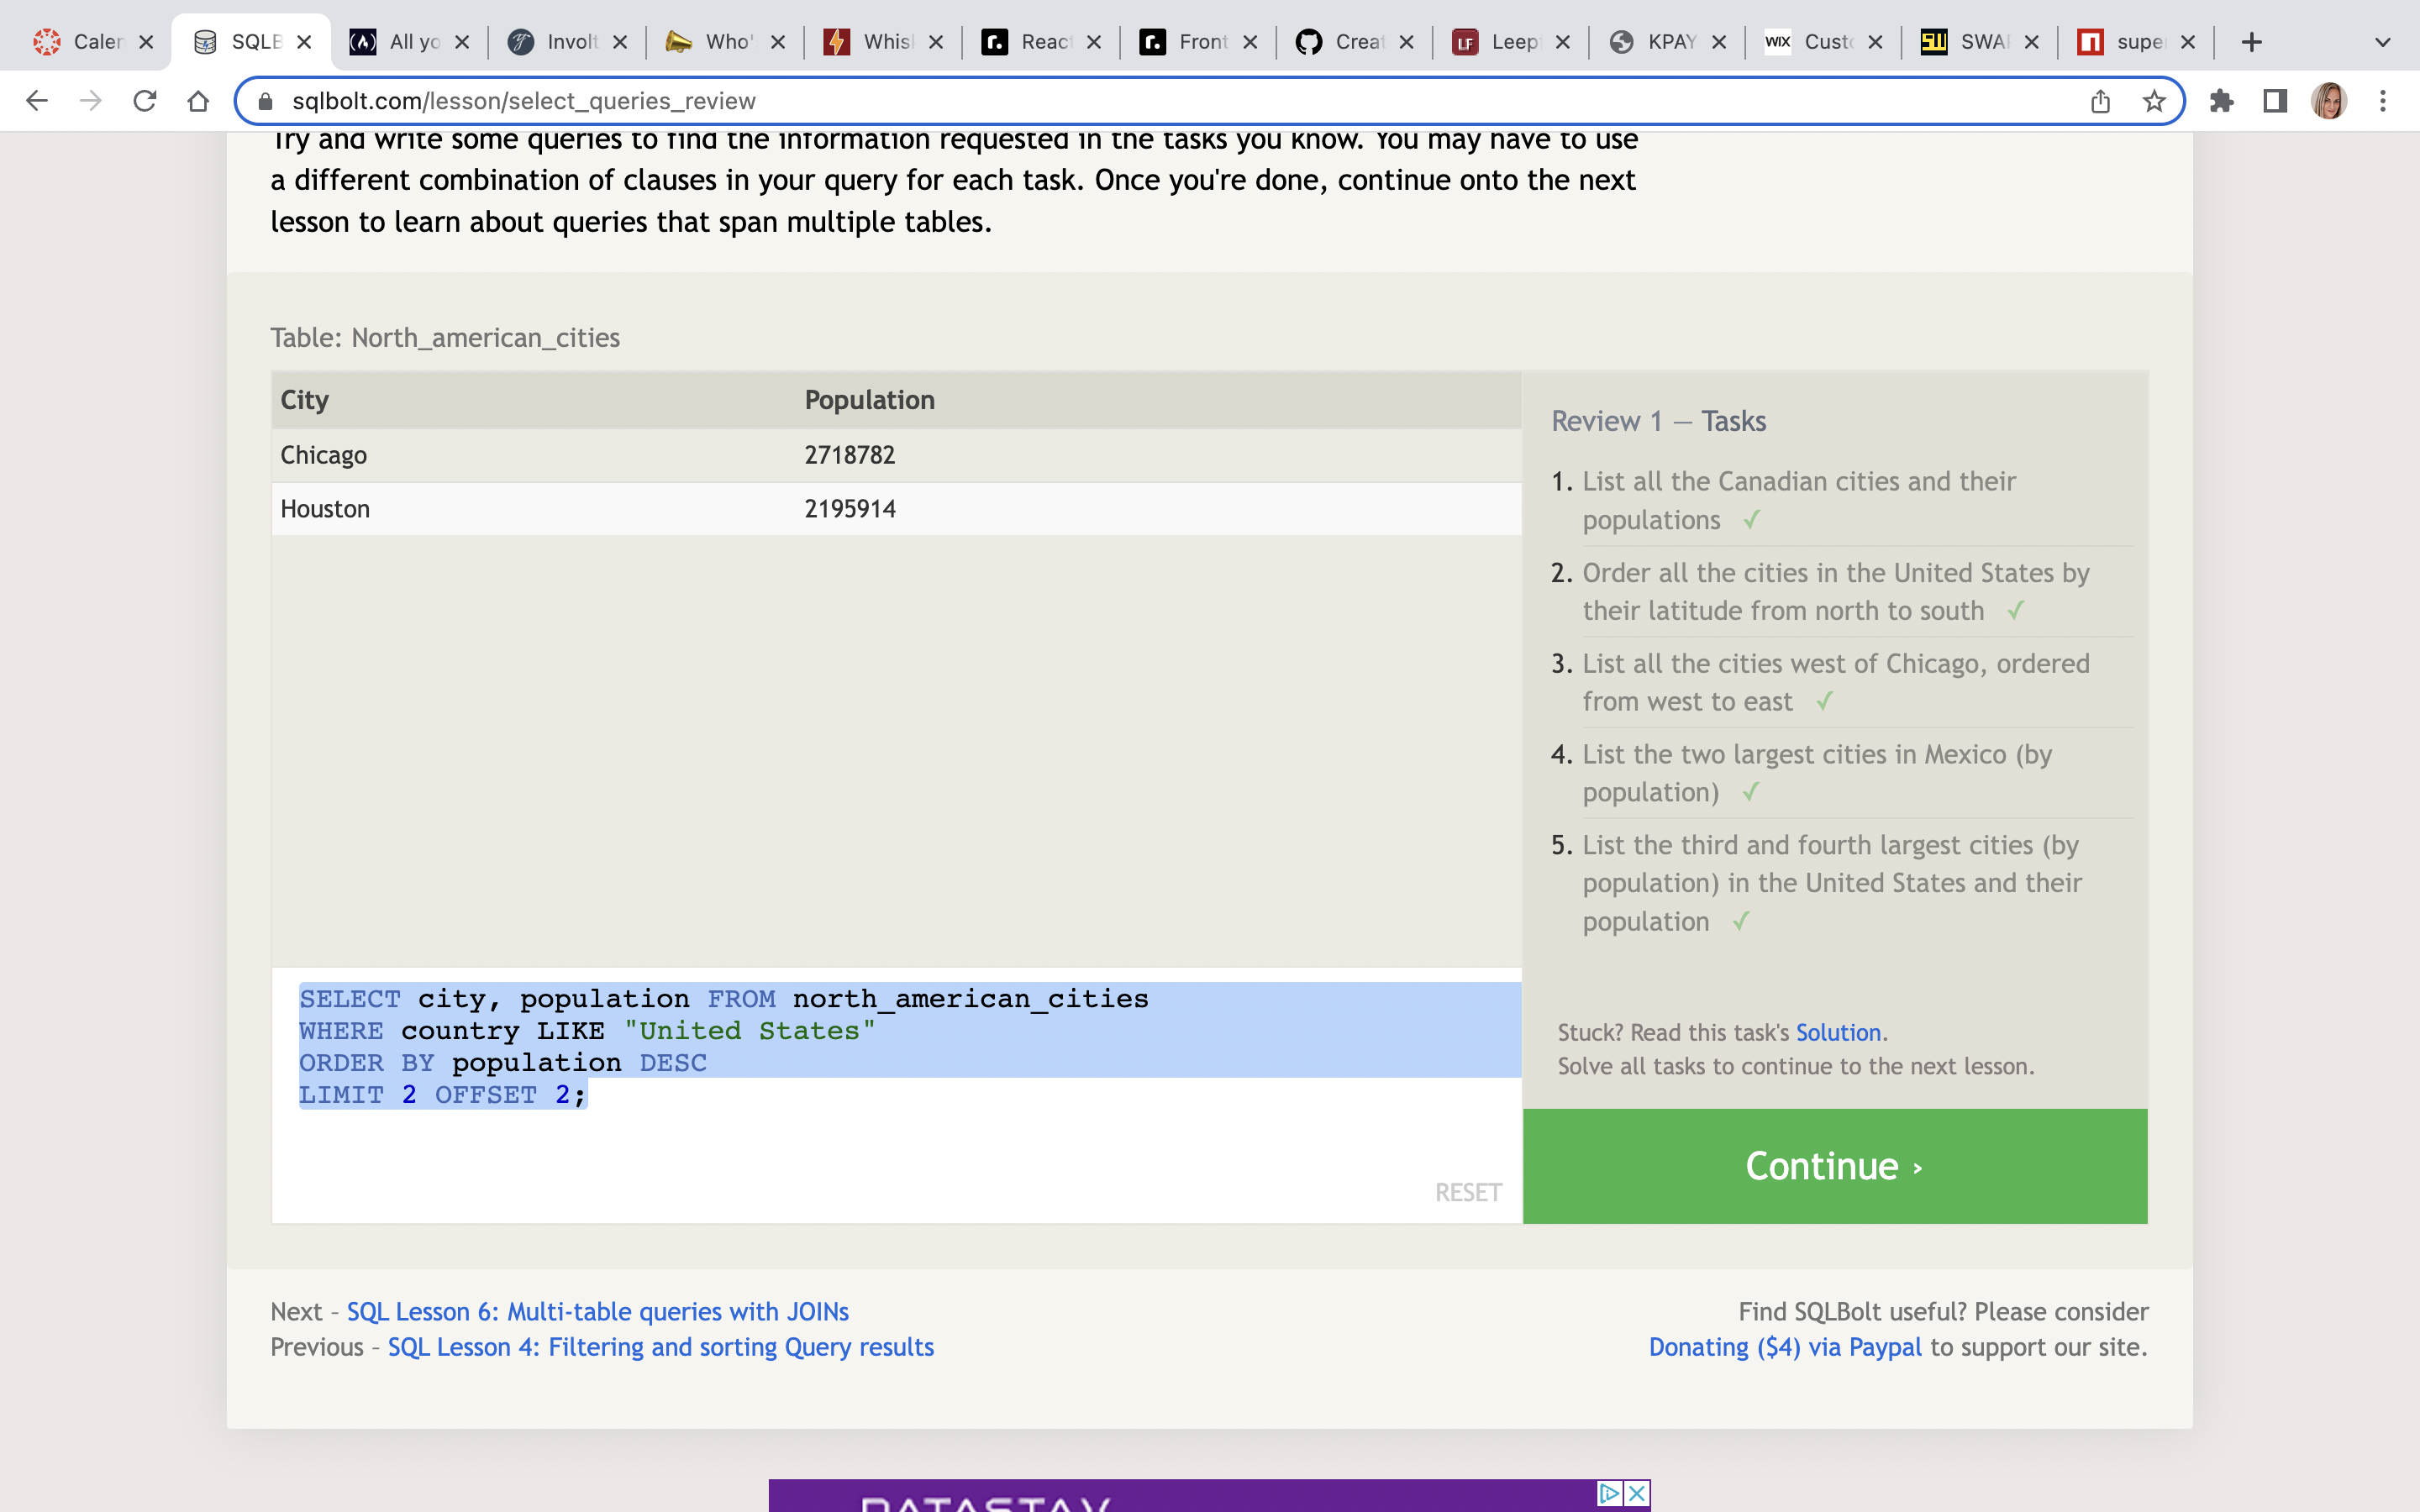 Caler
SQLB
All yo
Invol
Who'
Whis
Reac
Front
Creat
LF
Leep
KPAY
WIX
Cust
SWA
n
supe
sqlbolt.com/lesson/select_queries_review
Try and write some queries to find the information requested in the tasks you know. You may have to use
a different combination of clauses in your query for each task. Once you're done, continue onto the next
lesson to learn about queries that span multiple tables.
Table: North_american_cities
City Population
Chicago 2718782
Houston 2195914
SELECT city, population FROM north_american_cities
WHERE country LIKE "United States"
ORDER BY population DESC
LIMIT 2 OFFSET 2;
RESET
Review 1 — Tasks
1. List all the Canadian cities and their
populations ✓
2. Order all the cities in the United States by
their latitude from north to south ✓
3. List all the cities west of Chicago, ordered
from west to east ✓
4. List the two largest cities in Mexico (by
population) ✓
5. List the third and fourth largest cities (by
population) in the United States and their
population ✓
Stuck? Read this task's Solution.
Solve all tasks to continue to the next lesson.
Continue ›
Next – SQL Lesson 6: Multi-table queries with JOINs
Previous – SQL Lesson 4: Filtering and sorting Query results
Find SQLBolt useful? Please consider
Donating ($4) via Paypal to support our site.